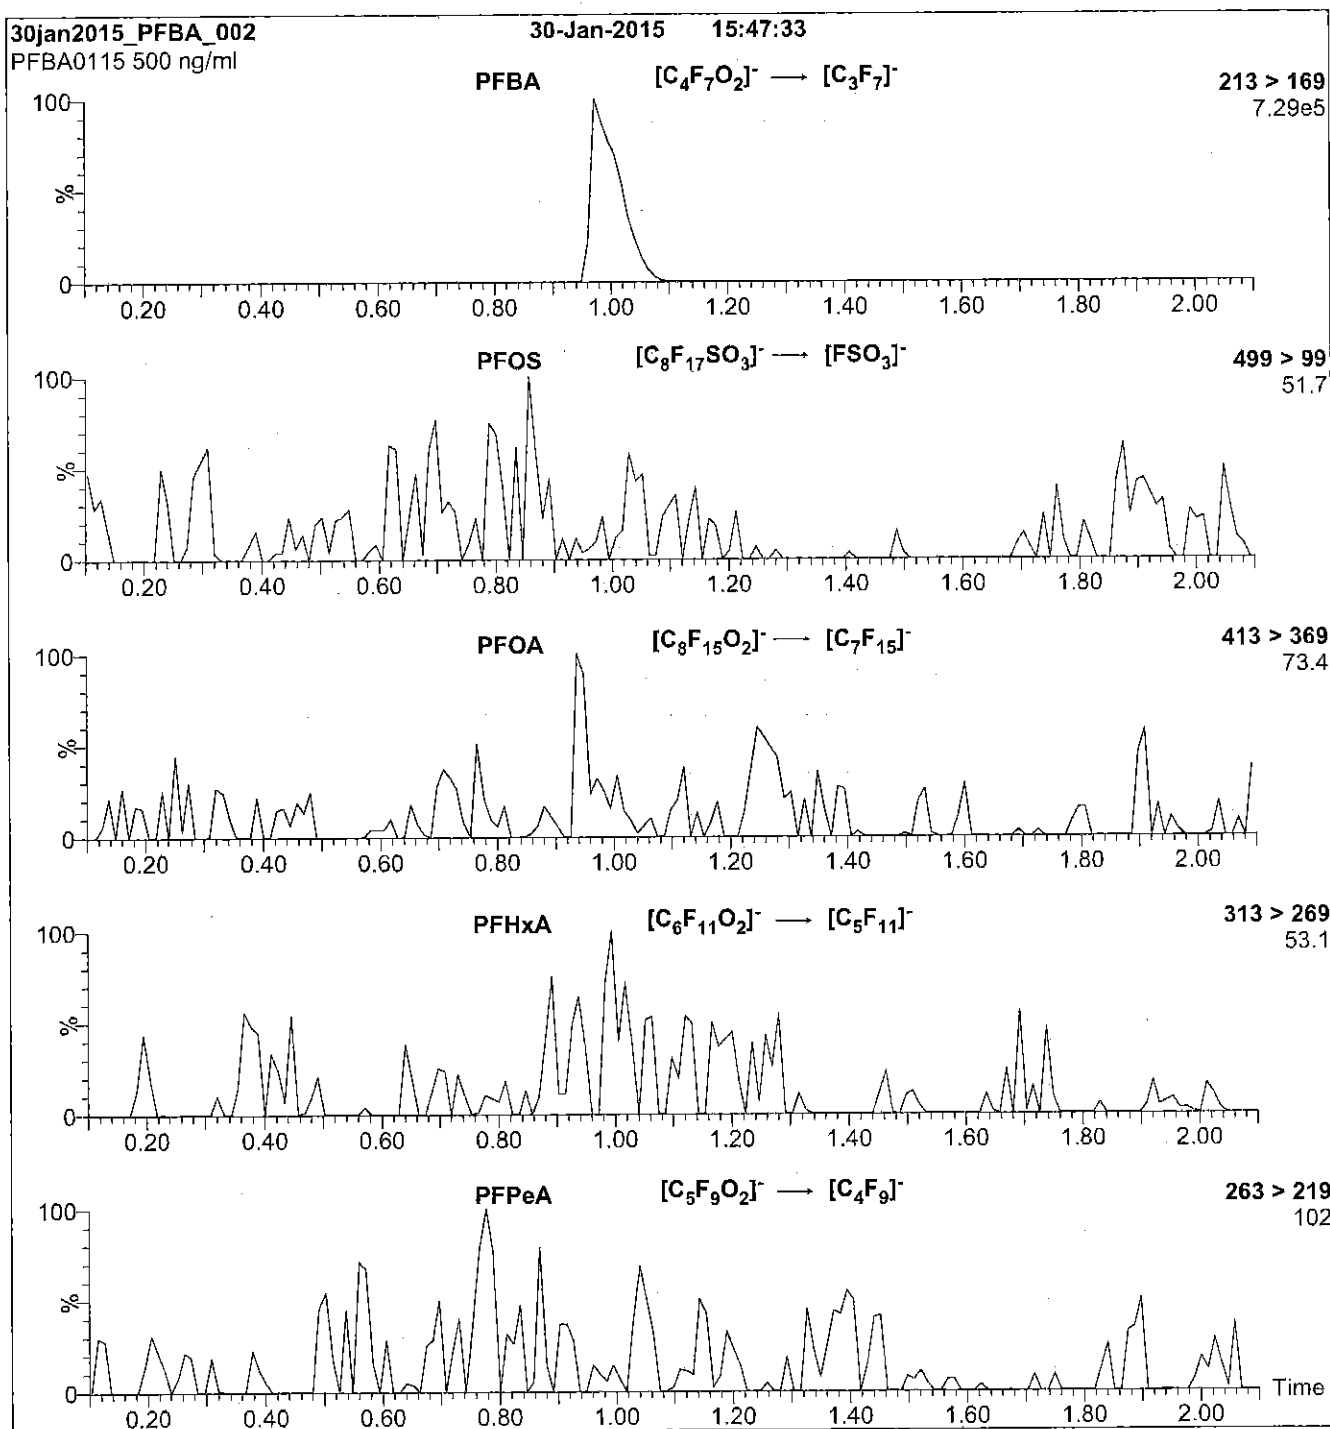 30jan2015_PFBA_002 30-Jan-2015 15:47:33
PFBA0115 500 ng/ml
PFBA [C₄F₇O₂]⁻ → [C₃F₇]⁻ 213 > 169
7.29e5
100
%
0
0.20 0.40 0.60 0.80 1.00 1.20 1.40 1.60 1.80 2.00
PFOS [C₈F₁₇SO₃]⁻ → [FSO₃]⁻ 499 > 99
51.7
100
%
0
0.20 0.40 0.60 0.80 1.00 1.20 1.40 1.60 1.80 2.00
PFOA [C₈F₁₅O₂]⁻ → [C₇F₁₅]⁻ 413 > 369
73.4
100
%
0
0.20 0.40 0.60 0.80 1.00 1.20 1.40 1.60 1.80 2.00
PFHxA [C₆F₁₁O₂]⁻ → [C₅F₁₁]⁻ 313 > 269
53.1
100
%
0
0.20 0.40 0.60 0.80 1.00 1.20 1.40 1.60 1.80 2.00
PFPeA [C₅F₉O₂]⁻ → [C₄F₉]⁻ 263 > 219
102
100
%
0
Time
0.20 0.40 0.60 0.80 1.00 1.20 1.40 1.60 1.80 2.00